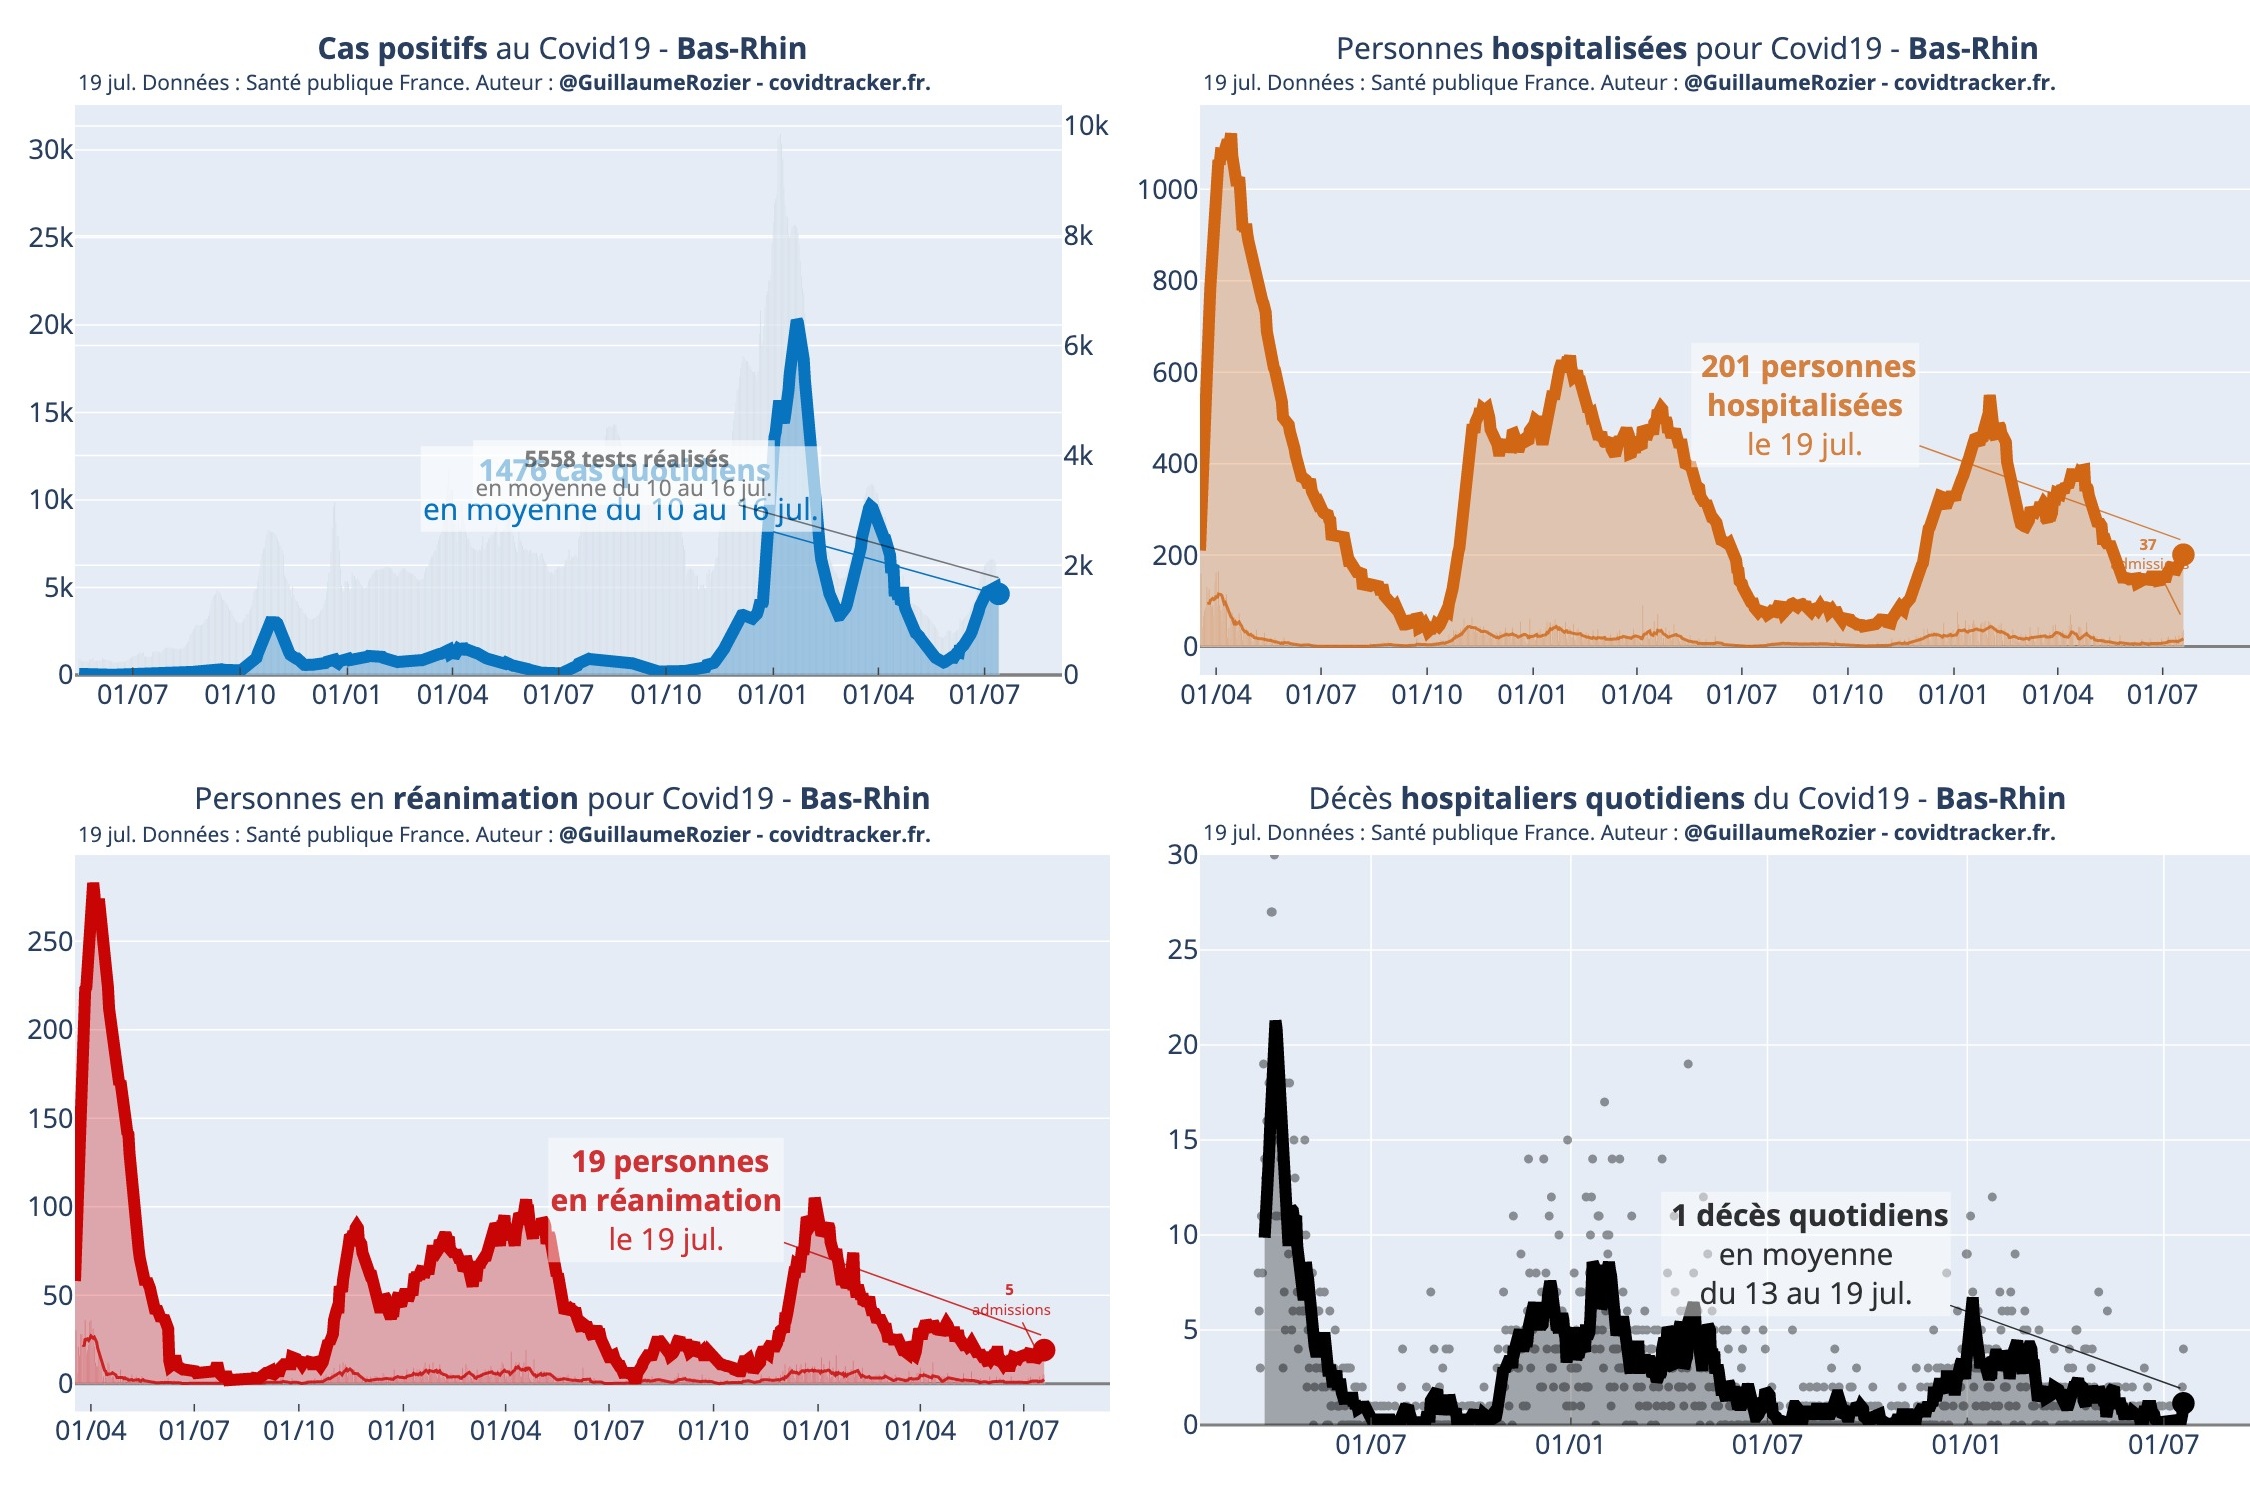 Cas positifs au Covid19 - Bas-Rhin
19 jul. Données : Santé publique France. Auteur : @GuillaumeRozier - covidtracker.fr.
30k
25k
20k
15k
10k
5k
0
10k
8k
6k
4k
2k
0
5558 tests réalisés
en moyenne du 10 au 16 jul.
1476 cas quotidiens
en moyenne du 10 au 16 jul.
01/07 01/10 01/01 01/04 01/07 01/10 01/01 01/04 01/07
Personnes hospitalisées pour Covid19 - Bas-Rhin
19 jul. Données : Santé publique France. Auteur : @GuillaumeRozier - covidtracker.fr.
1000
800
600
400
200
0
201 personnes
hospitalisées
le 19 jul.
37
admissions
01/04 01/07 01/10 01/01 01/04 01/07 01/10 01/01 01/04 01/07
Personnes en réanimation pour Covid19 - Bas-Rhin
19 jul. Données : Santé publique France. Auteur : @GuillaumeRozier - covidtracker.fr.
250
200
150
100
50
0
19 personnes
en réanimation
le 19 jul.
5
admissions
01/04 01/07 01/10 01/01 01/04 01/07 01/10 01/01 01/04 01/07
Décès hospitaliers quotidiens du Covid19 - Bas-Rhin
19 jul. Données : Santé publique France. Auteur : @GuillaumeRozier - covidtracker.fr.
30
25
20
15
10
5
0
1 décès quotidiens
en moyenne
du 13 au 19 jul.
01/07 01/01 01/07 01/01 01/07